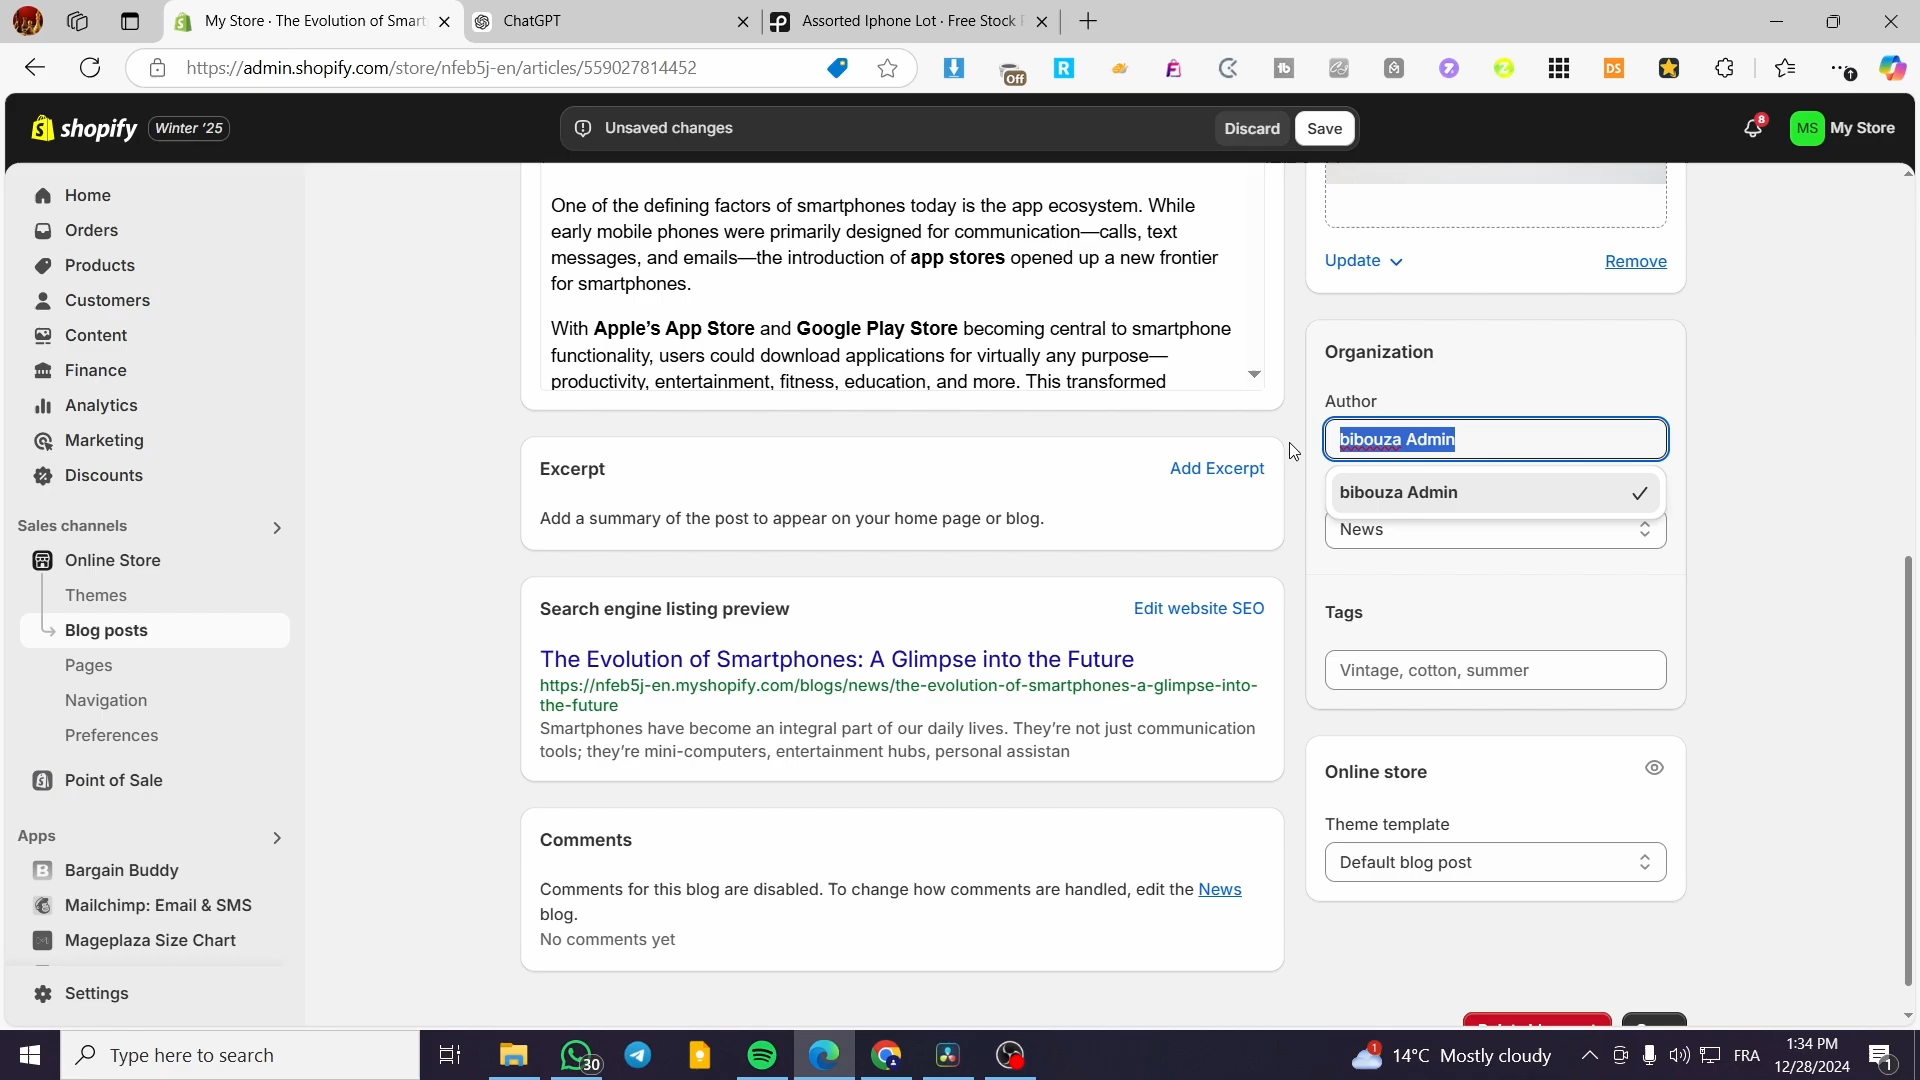 My Store · The Evolution of Smart
ChatGPT
Assorted Iphone Lot · Free Stock
https://admin.shopify.com/store/nfeb5j-en/articles/559027814452
Off
shopify
Winter '25
Unsaved changes
Discard
Save
8
MS
My Store
Home
Orders
Products
Customers
Content
Finance
Analytics
Marketing
Discounts
Sales channels
Online Store
Themes
Blog posts
Pages
Navigation
Preferences
Point of Sale
Apps
Bargain Buddy
Mailchimp: Email & SMS
Mageplaza Size Chart
Settings
One of the defining factors of smartphones today is the app ecosystem. While
early mobile phones were primarily designed for communication—calls, text
messages, and emails—the introduction of app stores opened up a new frontier
for smartphones.
With Apple's App Store and Google Play Store becoming central to smartphone
functionality, users could download applications for virtually any purpose—
productivity, entertainment, fitness, education, and more. This transformed
Excerpt
Add Excerpt
Add a summary of the post to appear on your home page or blog.
Search engine listing preview
Edit website SEO
The Evolution of Smartphones: A Glimpse into the Future
https://nfeb5j-en.myshopify.com/blogs/news/the-evolution-of-smartphones-a-glimpse-into-
the-future
Smartphones have become an integral part of our daily lives. They're not just communication
tools; they're mini-computers, entertainment hubs, personal assistan
Comments
Comments for this blog are disabled. To change how comments are handled, edit the News
blog.
No comments yet
Update
Remove
Organization
Author
bibouza Admin
bibouza Admin
News
Tags
Vintage, cotton, summer
Online store
Theme template
Default blog post
Type here to search
30
1
14°C Mostly cloudy
FRA
1:34 PM
12/28/2024
1